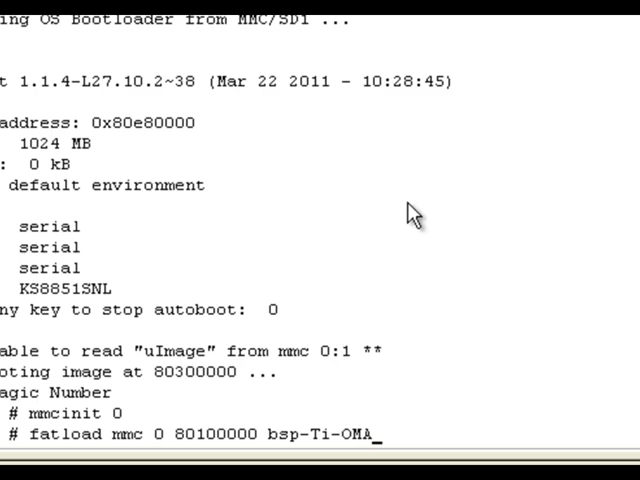 ing OS Bootloader from MMC/SD1 ...
t 1.1.4-L27.10.2~38 (Mar 22 2011 - 10:28:45)
address: 0x80e80000
1024 MB
: 0 kB
default environment
serial
serial
serial
KS8851SNL
ny key to stop autoboot: 0
able to read "uImage" from mmc 0:1 **
oting image at 80300000 ...
agic Number
# mmcinit 0
# fatload mmc 0 80100000 bsp-Ti-OMA_